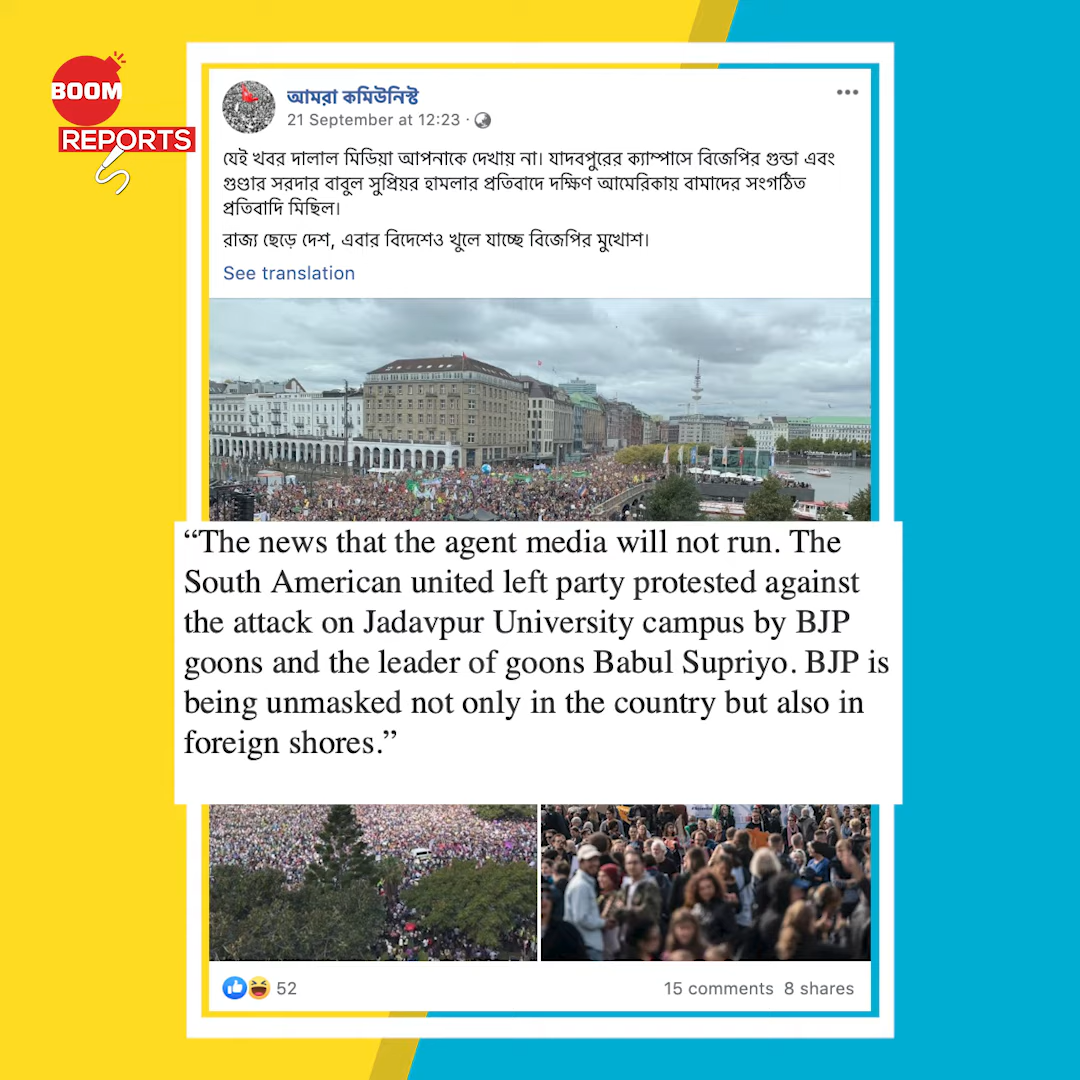 BOOM
REPORTS
আমরা কমিউনিস্ট
21 September at 12:23 ·
যেই খবর দালাল মিডিয়া আপনাকে দেখায় না। যাদবপুরের ক্যাম্পাসে বিজেপির গুন্ডা এবং
গুণ্ডার সরদার বাবুল সুপ্রিয়র হামলার প্রতিবাদে দক্ষিণ আমেরিকায় বামাদের সংগঠিত
প্রতিবাদি মিছিল।
রাজ্য ছেড়ে দেশ, এবার বিদেশেও খুলে যাচ্ছে বিজেপির মুখোশ।
See translation
“The news that the agent media will not run. The
South American united left party protested against
the attack on Jadavpur University campus by BJP
goons and the leader of goons Babul Supriyo. BJP is
being unmasked not only in the country but also in
foreign shores.”
52
15 comments 8 shares